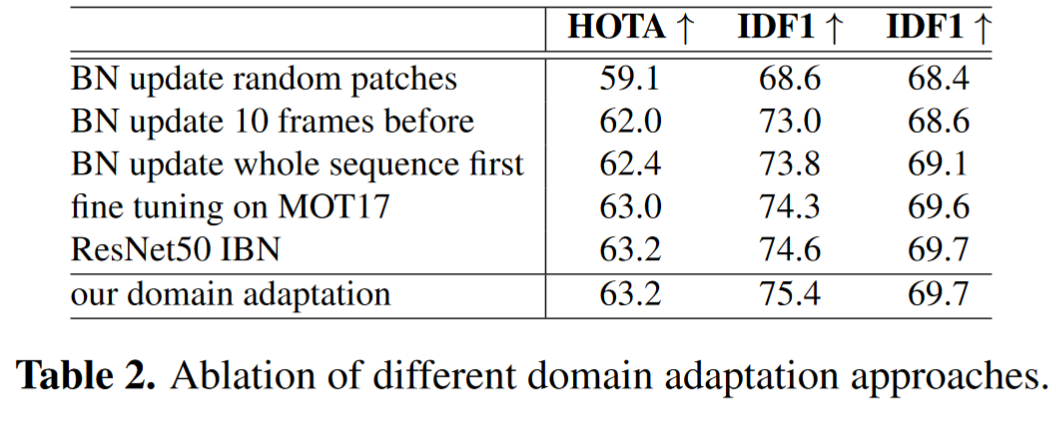 HOTA ↑ IDF1 ↑ IDF1 ↑
BN update random patches 59.1 68.6 68.4
BN update 10 frames before 62.0 73.0 68.6
BN update whole sequence first 62.4 73.8 69.1
fine tuning on MOT17 63.0 74.3 69.6
ResNet50 IBN 63.2 74.6 69.7
our domain adaptation 63.2 75.4 69.7
Table 2. Ablation of different domain adaptation approaches.